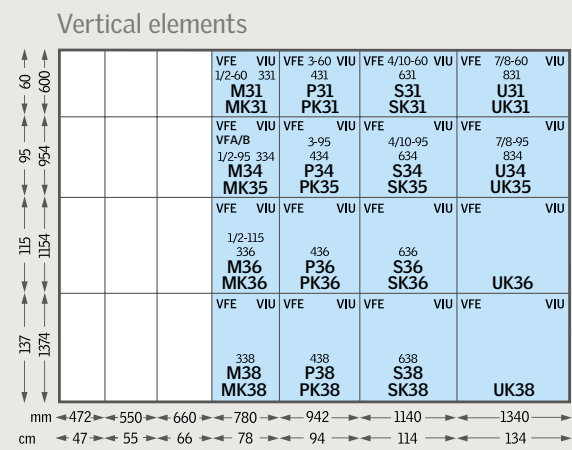 Vertical elements
60 600
VFE VIU VFE 3-60 VIU VFE 4/10-60 VIU VFE 7/8-60 VIU
1/2-60 331 431 631 831
M31 P31 S31 U31
MK31 PK31 SK31 UK31
95 954
VFE VIU VFE VIU VFE VIU VFE VIU
VFA/B 3-95 4/10-95 7/8-95
1/2-95 334 434 634 834
M34 P34 S34 U34
MK35 PK35 SK35 UK35
115 1154
VFE VIU VFE VIU VFE VIU VFE VIU
1/2-115
336 436 636
M36 P36 S36
MK36 PK36 SK36 UK36
137 1374
VFE VIU VFE VIU VFE VIU VFE VIU
338 438 638
M38 P38 S38
MK38 PK38 SK38 UK38
mm 472 550 660 780 942 1140 1340
cm 47 55 66 78 94 114 134